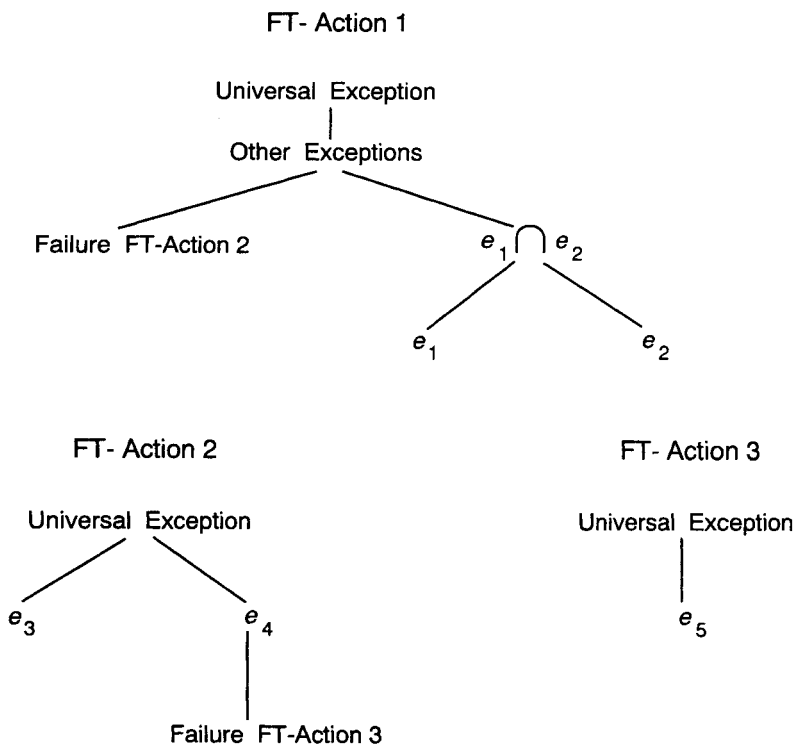 FT- Action 1
Universal Exception
Other Exceptions
Failure FT-Action 2
e1 ⋂ e2
e1
e2
FT- Action 2
FT- Action 3
Universal Exception
Universal Exception
e3
e4
e5
Failure FT-Action 3